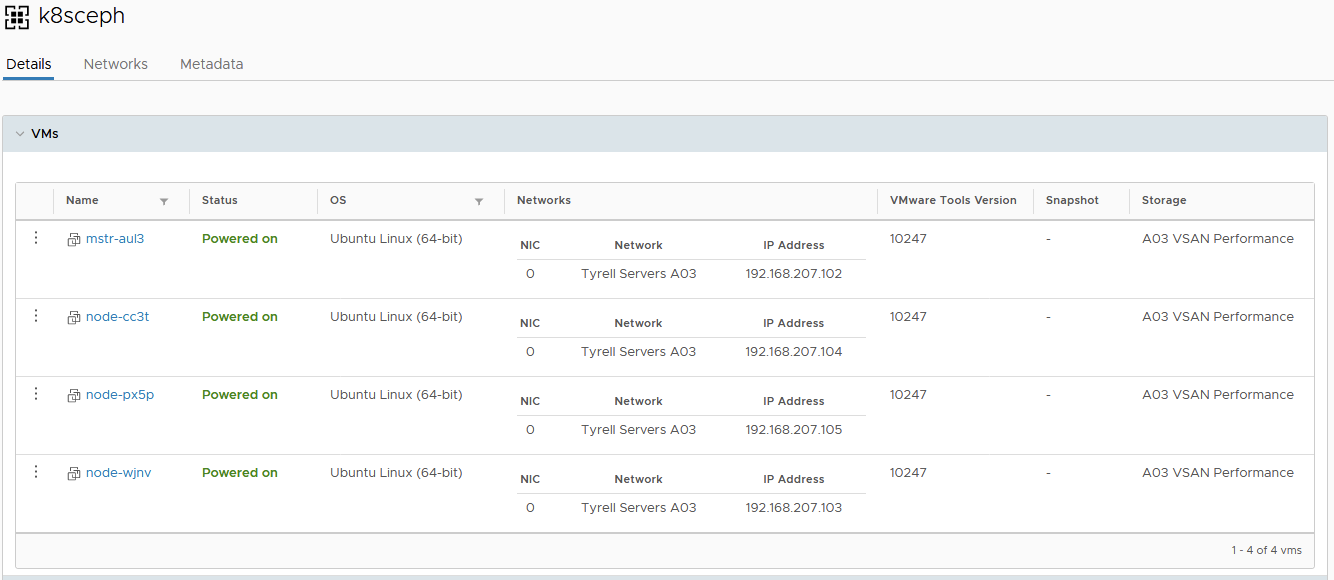 k8sceph
Details Networks Metadata
VMs
Name Status OS Networks VMware Tools Version Snapshot Storage
mstr-aul3 Powered on Ubuntu Linux (64-bit) 10247 - A03 VSAN Performance
NIC Network IP Address
0 Tyrell Servers A03 192.168.207.102
node-cc3t Powered on Ubuntu Linux (64-bit) 10247 - A03 VSAN Performance
NIC Network IP Address
0 Tyrell Servers A03 192.168.207.104
node-px5p Powered on Ubuntu Linux (64-bit) 10247 - A03 VSAN Performance
NIC Network IP Address
0 Tyrell Servers A03 192.168.207.105
node-wjnv Powered on Ubuntu Linux (64-bit) 10247 - A03 VSAN Performance
NIC Network IP Address
0 Tyrell Servers A03 192.168.207.103
1 - 4 of 4 vms